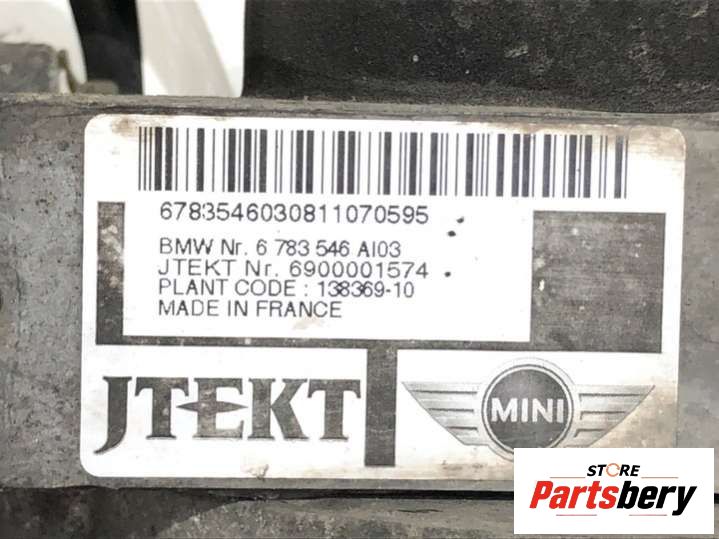 6783546030811070595
BMW Nr. 6 783 546 AI03
JTEKT Nr. 6900001574
PLANT CODE : 138369-10
MADE IN FRANCE
JTEKT
MINI
STORE
Partsbery